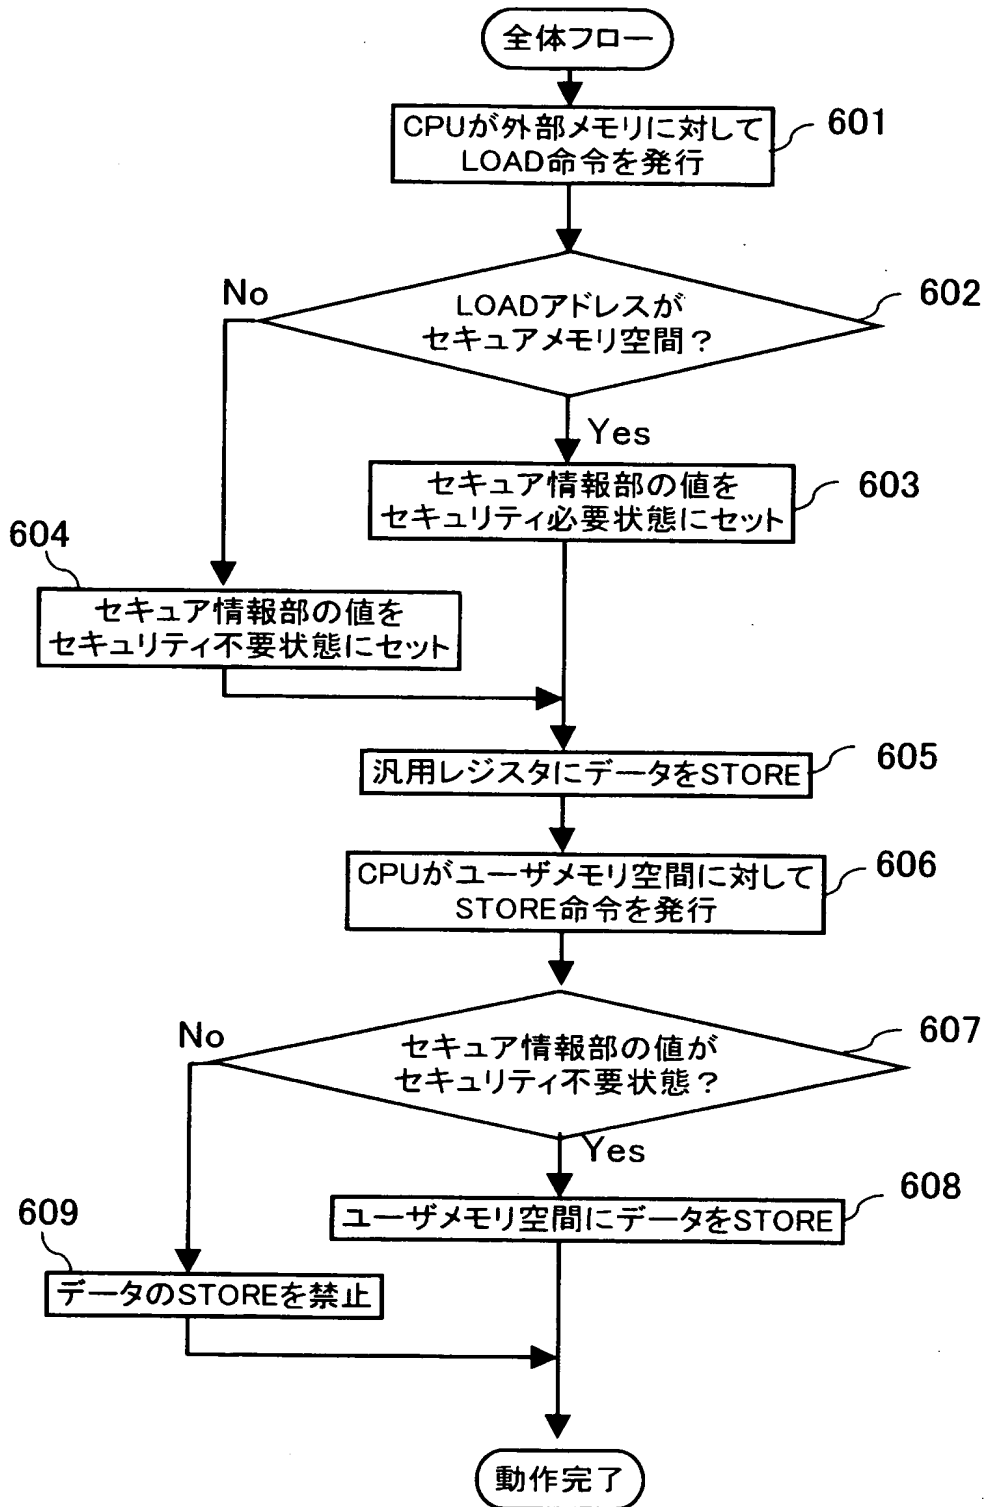 全体フロー
CPUが外部メモリに対して
LOAD命令を発行
601
LOADアドレスが
セキュアメモリ空間？
602
No
Yes
セキュア情報部の値を
セキュリティ必要状態にセット
603
604
セキュア情報部の値を
セキュリティ不要状態にセット
汎用レジスタにデータをSTORE
605
CPUがユーザメモリ空間に対して
STORE命令を発行
606
セキュア情報部の値が
セキュリティ不要状態？
607
No
Yes
ユーザメモリ空間にデータをSTORE
608
609
データのSTOREを禁止
動作完了